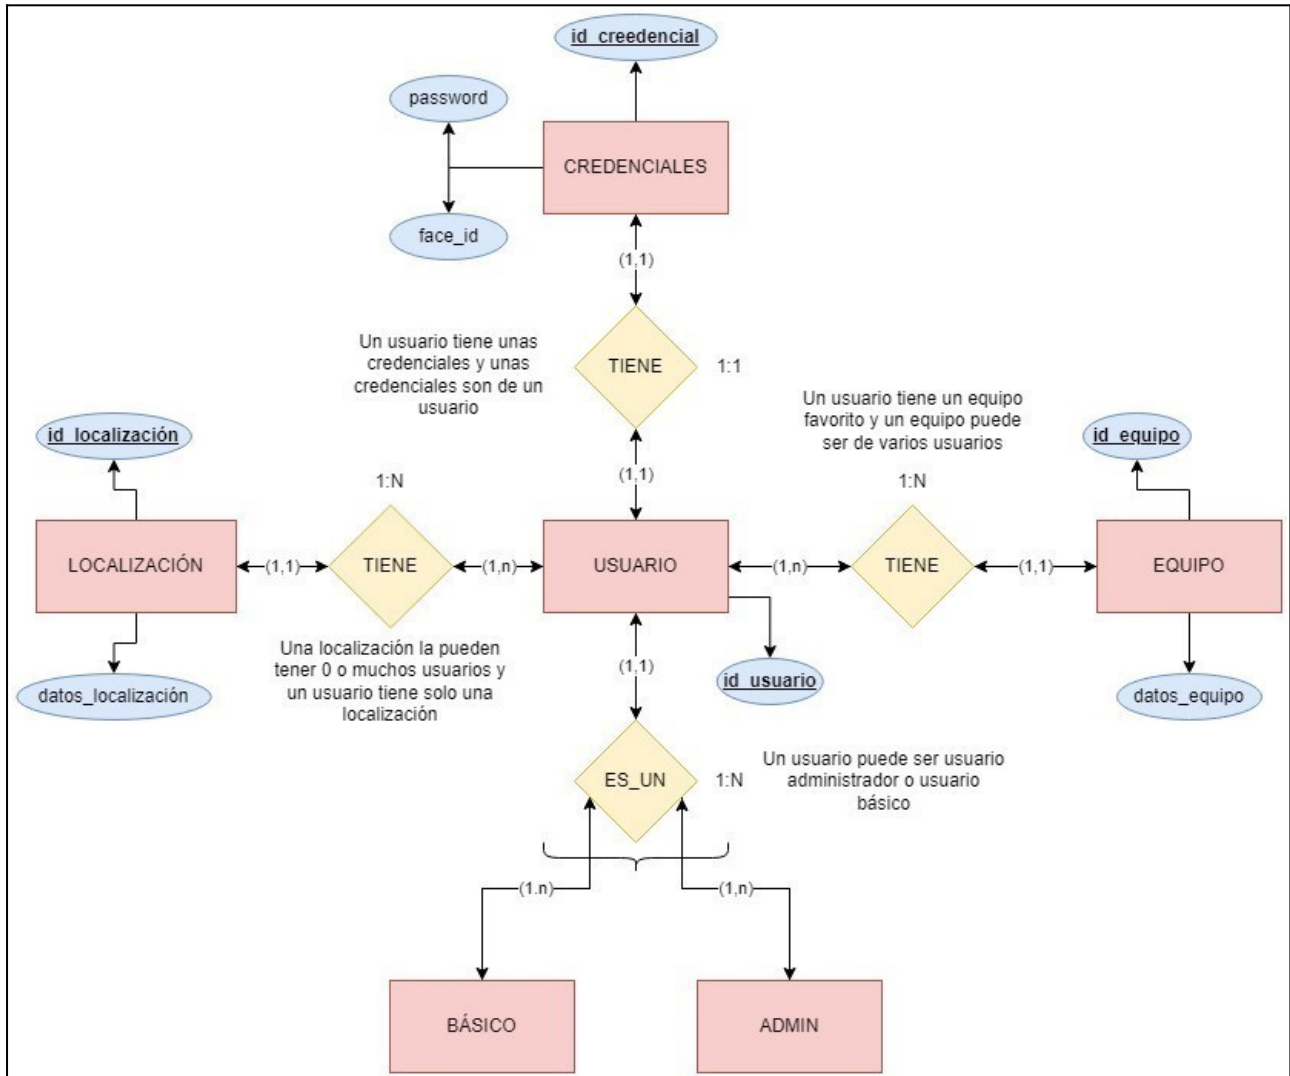 id_creedencial
password
CREDENCIALES
face_id
(1,1)
Un usuario tiene unas
credenciales y unas
credenciales son de un
usuario
TIENE
1:1
Un usuario tiene un equipo
favorito y un equipo puede
ser de varios usuarios
id_localización
id_equipo
(1,1)
1:N
1:N
LOCALIZACIÓN
(1,1)
TIENE
(1,n)
USUARIO
(1,n)
TIENE
(1,1)
EQUIPO
Una localización la pueden
tener 0 o muchos usuarios y
un usuario tiene solo una
localización
(1,1)
id_usuario
datos_localización
datos_equipo
ES_UN
1:N
Un usuario puede ser usuario
administrador o usuario
básico
(1.n)
(1,n)
BÁSICO
ADMIN